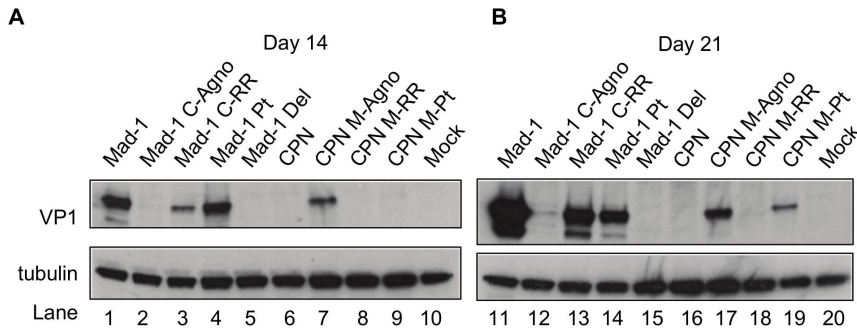 A
Day 14
Mad-1
Mad-1 C-Agno
Mad-1 C-RR
Mad-1 Pt
Mad-1 Del
CPN
CPN M-Agno
CPN M-RR
CPN M-Pt
Mock
VP1
tubulin
Lane 1 2 3 4 5 6 7 8 9 10
B
Day 21
Mad-1
Mad-1 C-Agno
Mad-1 C-RR
Mad-1 Pt
Mad-1 Del
CPN
CPN M-Agno
CPN M-RR
CPN M-Pt
Mock
11 12 13 14 15 16 17 18 19 20